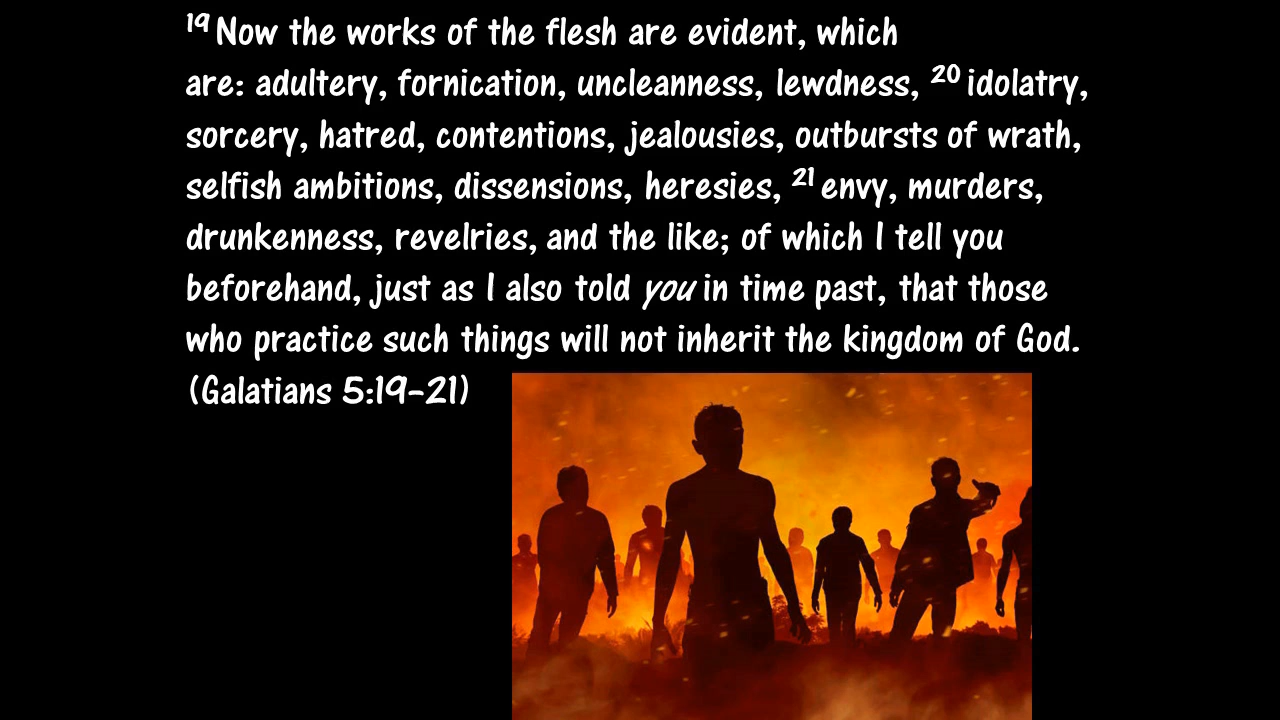 19 Now the works of the flesh are evident, which
are: adultery, fornication, uncleanness, lewdness, 20 idolatry,
sorcery, hatred, contentions, jealousies, outbursts of wrath,
selfish ambitions, dissensions, heresies, 21 envy, murders,
drunkenness, revelries, and the like; of which I tell you
beforehand, just as I also told you in time past, that those
who practice such things will not inherit the kingdom of God.
(Galatians 5:19-21)